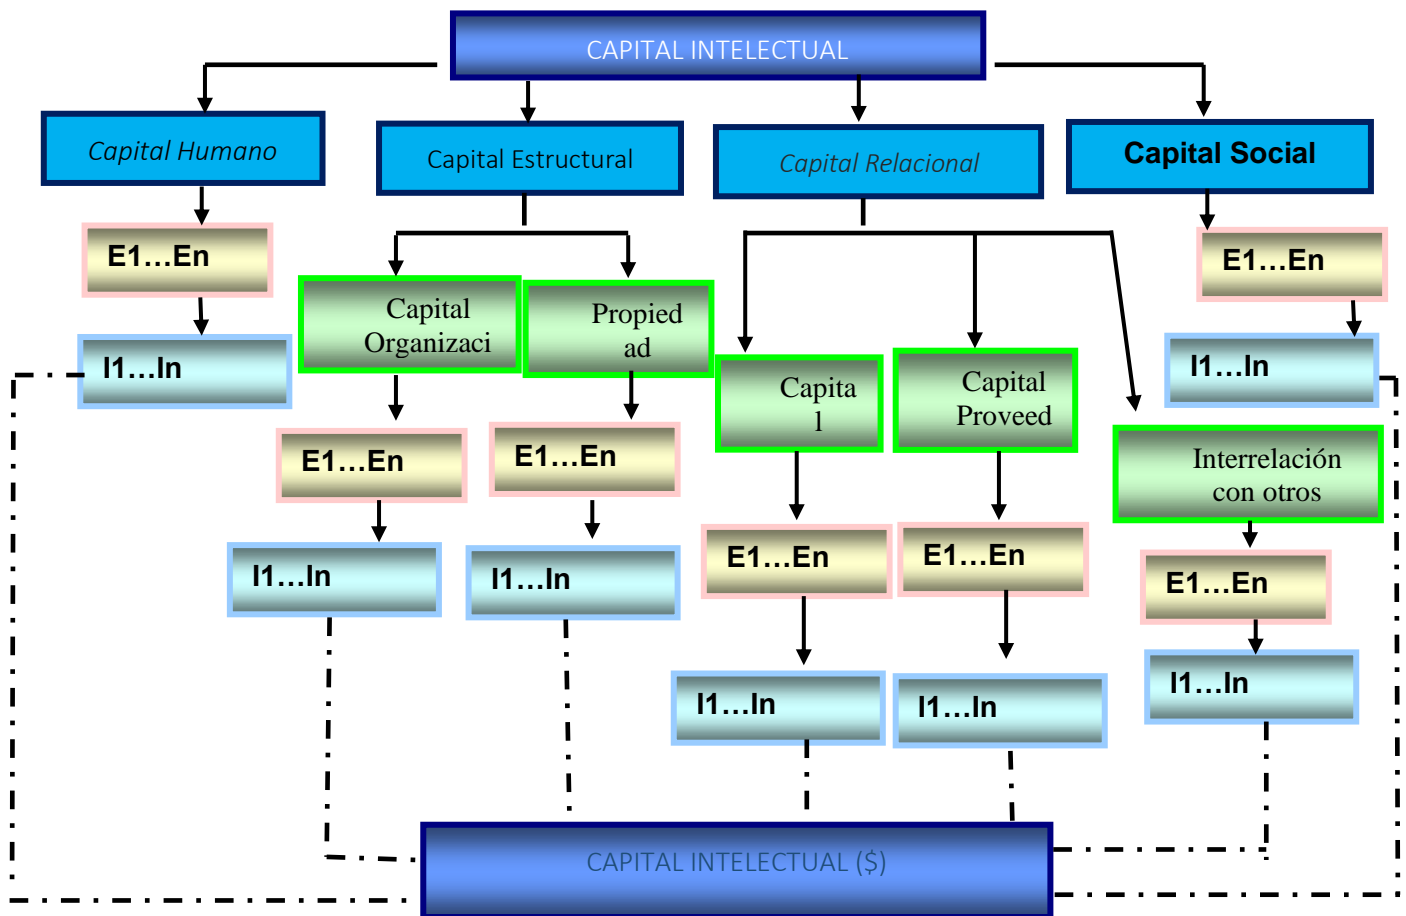 CAPITAL INTELECTUAL
Capital Humano
Capital Estructural
Capital Relacional
Capital Social
E1...En
E1...En
I1...In
Capital
Organizaci
Propied
ad
I1...In
Capita
l
Capital
Proveed
E1...En
E1...En
Interrelación
con otros
I1...In
I1...In
E1...En
E1...En
E1...En
I1...In
I1...In
I1...In
CAPITAL INTELECTUAL ($)